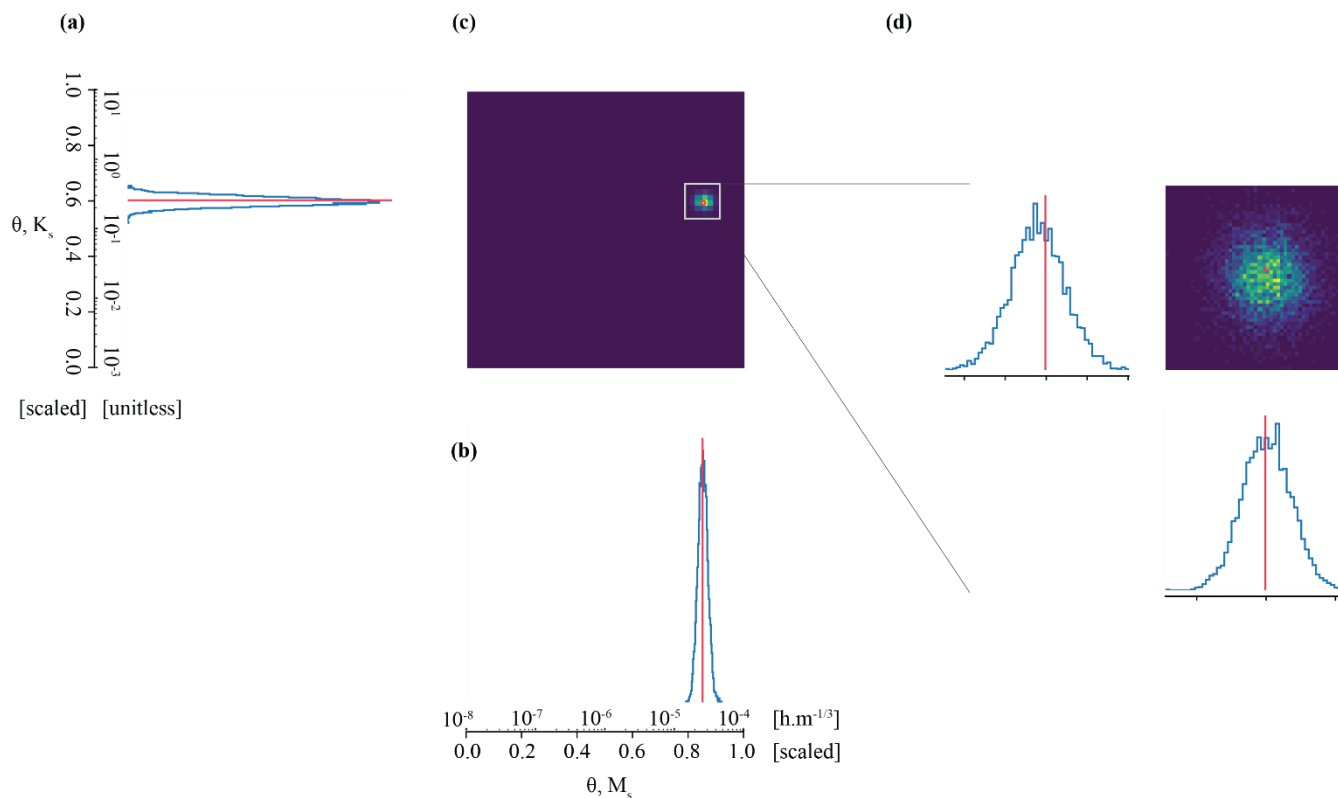 (a)
(c)
(d)
1.0
0.8
0.6
0.4
0.2
0.0
10¹
10⁰
10⁻¹
10⁻²
10⁻³
θ, Kₛ
[scaled] [unitless]
(b)
10⁻⁸ 10⁻⁷ 10⁻⁶ 10⁻⁵ 10⁻⁴ [h.m⁻¹ᐟ³]
0.0 0.2 0.4 0.6 0.8 1.0 [scaled]
θ, Mₛ